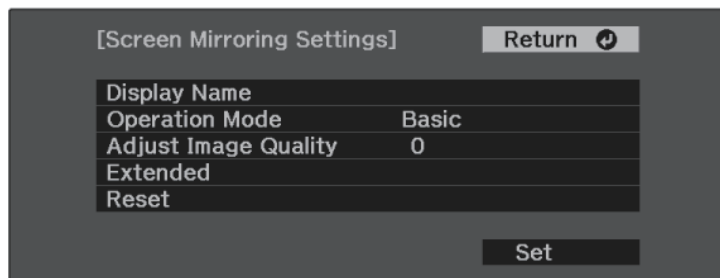 [Screen Mirroring Settings] Return
Display Name
Operation Mode Basic
Adjust Image Quality 0
Extended
Reset
Set